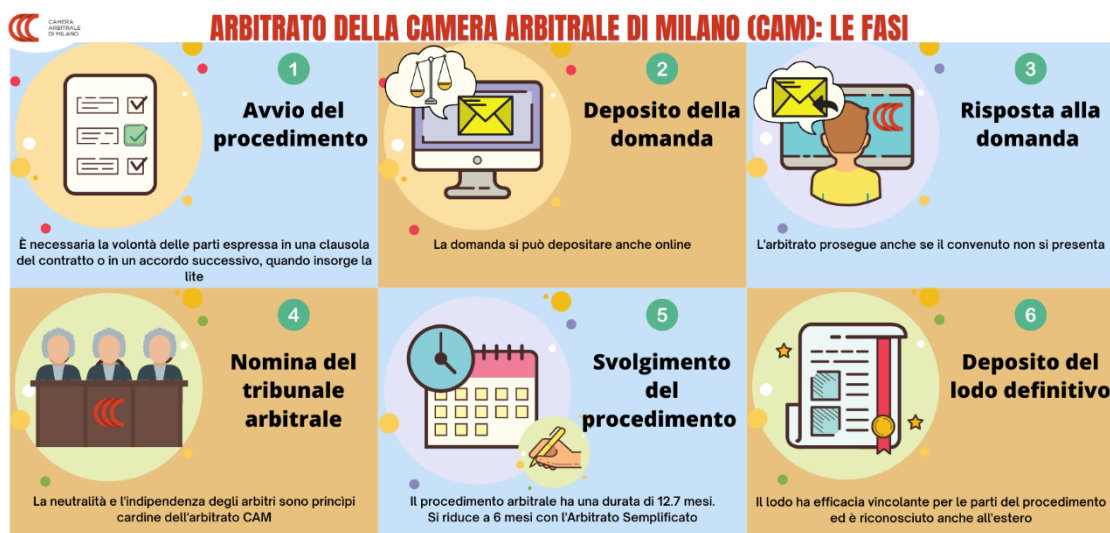 CAMERA
ARBITRALE
DI MILANO
ARBITRATO DELLA CAMERA ARBITRALE DI MILANO (CAM): LE FASI
1
Avvio del
procedimento
È necessaria la volontà delle parti espressa in una clausola
del contratto o in un accordo successivo, quando insorge la
lite
2
Deposito della
domanda
La domanda si può depositare anche online
3
Risposta alla
domanda
L'arbitrato prosegue anche se il convenuto non si presenta
4
Nomina del
tribunale
arbitrale
La neutralità e l'indipendenza degli arbitri sono princìpi
cardine dell'arbitrato CAM
5
Svolgimento
del
procedimento
Il procedimento arbitrale ha una durata di 12.7 mesi.
Si riduce a 6 mesi con l'Arbitrato Semplificato
6
Deposito del
lodo definitivo
Il lodo ha efficacia vincolante per le parti del procedimento
ed è riconosciuto anche all'estero